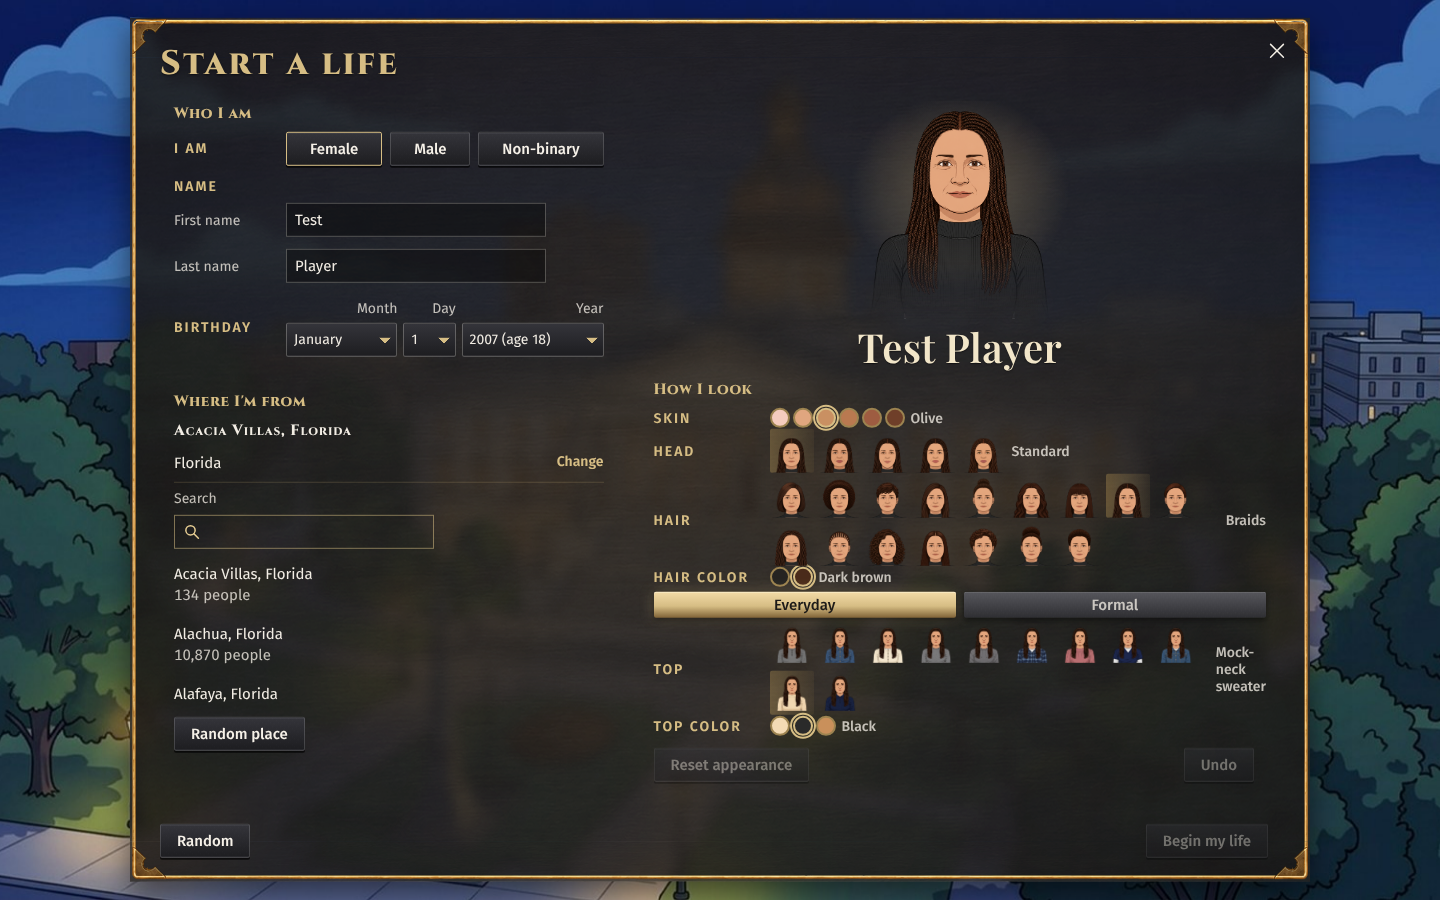 Start a life
Who I am
I AM
Female
Male
Non-binary
NAME
First name
Test
Last name
Player
Month
Day
Year
BIRTHDAY
January
1
2007 (age 18)
Where I'm from
Acacia Villas, Florida
Florida
Change
Search
Acacia Villas, Florida
134 people
Alachua, Florida
10,870 people
Alafaya, Florida
Random place
Random
Test Player
How I look
SKIN
Olive
HEAD
Standard
HAIR
Braids
HAIR COLOR
Dark brown
Everyday
Formal
TOP
Mock-
neck
sweater
TOP COLOR
Black
Reset appearance
Undo
Begin my life